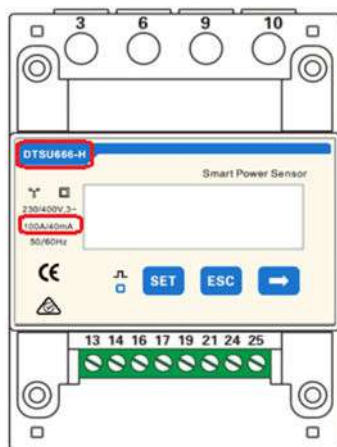 3 6 9 10
DTSU666-H
Smart Power Sensor
230/400V,3~
100A/40mA
50/60Hz
CE
SET ESC
13 14 16 17 19 21 24 25